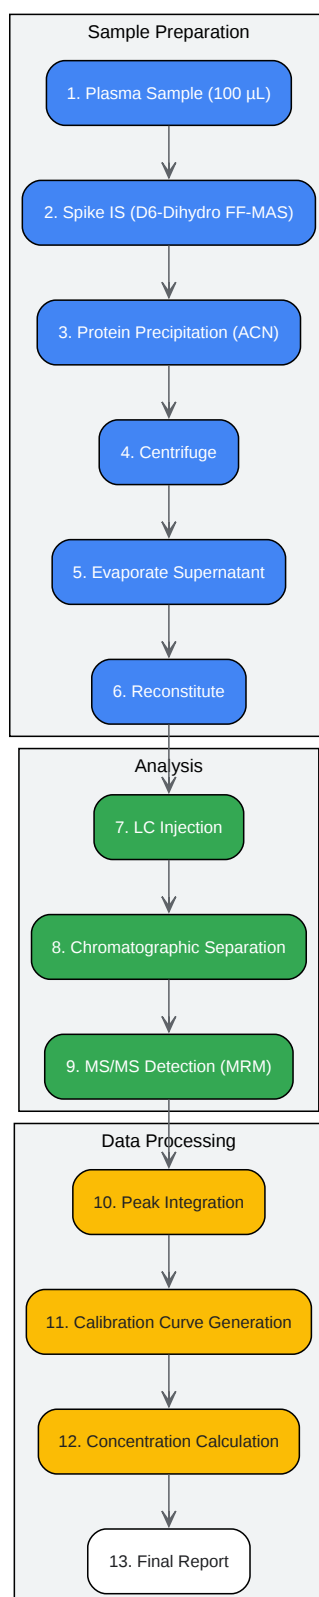 Sample Preparation
1. Plasma Sample (100 µL)
2. Spike IS (D6-Dihydro FF-MAS)
3. Protein Precipitation (ACN)
4. Centrifuge
5. Evaporate Supernatant
6. Reconstitute
Analysis
7. LC Injection
8. Chromatographic Separation
9. MS/MS Detection (MRM)
Data Processing
10. Peak Integration
11. Calibration Curve Generation
12. Concentration Calculation
13. Final Report